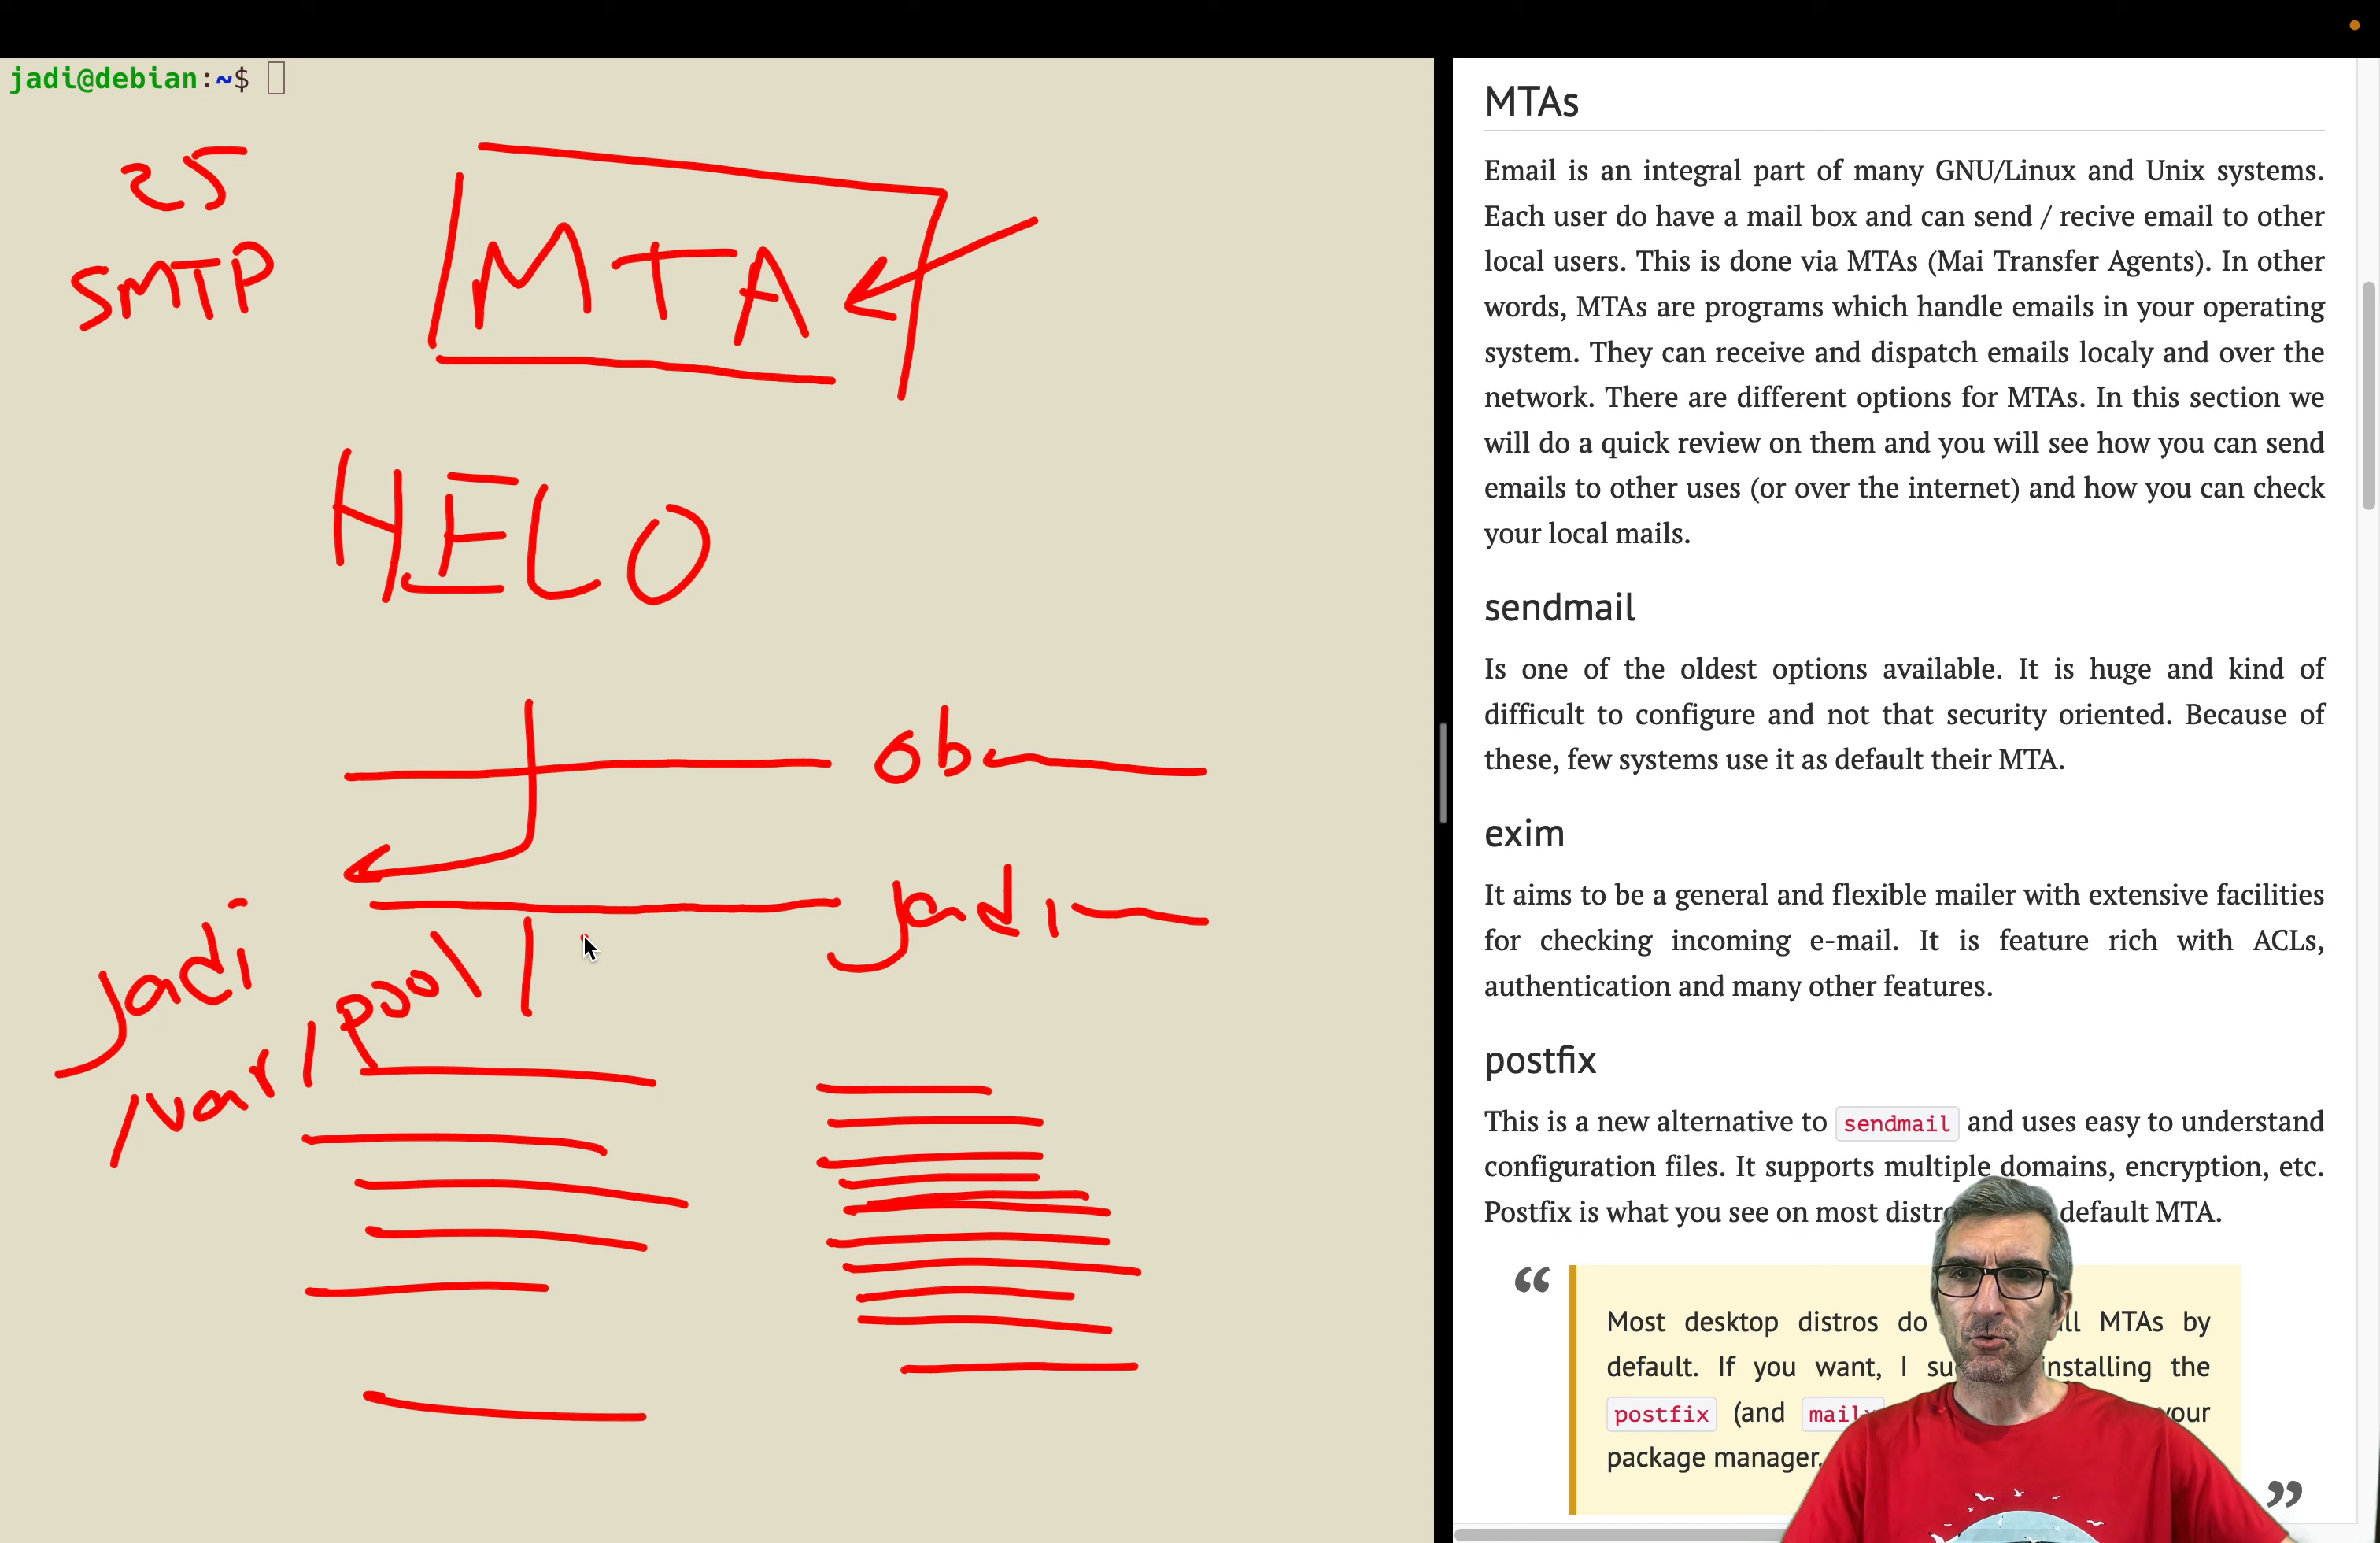 jadi@debian:~$
25
SMTP
MTA
HELO
jadi
jadi
/var/pool/
MTAs
Email is an integral part of many GNU/Linux and Unix systems.
Each user do have a mail box and can send / recive email to other
local users. This is done via MTAs (Mai Transfer Agents). In other
words, MTAs are programs which handle emails in your operating
system. They can receive and dispatch emails localy and over the
network. There are different options for MTAs. In this section we
will do a quick review on them and you will see how you can send
emails to other uses (or over the internet) and how you can check
your local mails.
sendmail
Is one of the oldest options available. It is huge and kind of
difficult to configure and not that security oriented. Because of
these, few systems use it as default their MTA.
exim
It aims to be a general and flexible mailer with extensive facilities
for checking incoming e-mail. It is feature rich with ACLs,
authentication and many other features.
postfix
This is a new alternative to sendmail and uses easy to understand
configuration files. It supports multiple domains, encryption, etc.
Postfix is what you see on most default MTA.
“
Most desktop distros do MTAs by
default. If you want, I installing the
postfix (and your
package manager.
”